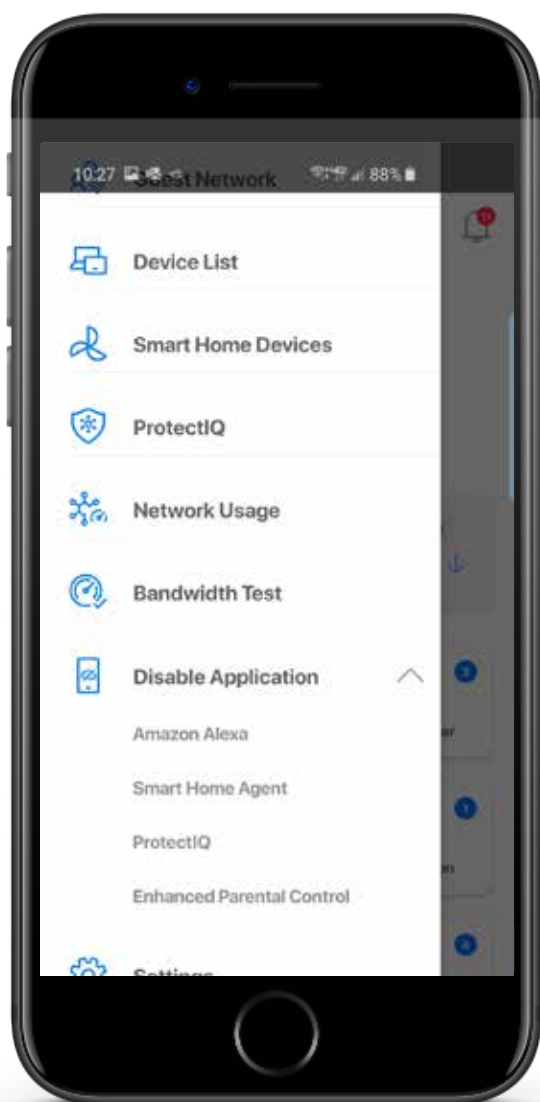 10:27 88%
Guest Network
Device List
Smart Home Devices
ProtectIQ
Network Usage
Bandwidth Test
Disable Application
Amazon Alexa
Smart Home Agent
ProtectIQ
Enhanced Parental Control
Settings